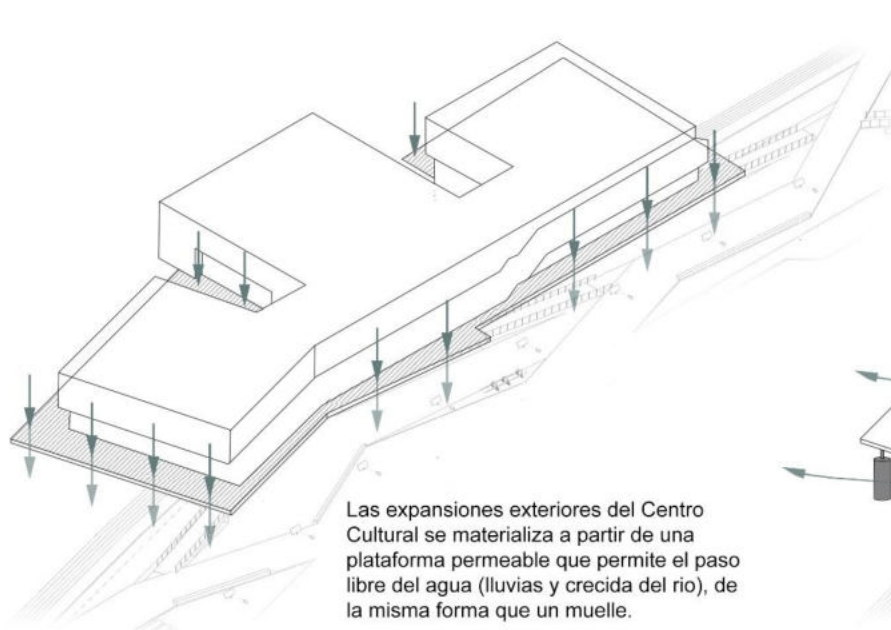 Las expansiones exteriores del Centro
Cultural se materializa a partir de una
plataforma permeable que permite el paso
libre del agua (lluvias y crecida del rio), de
la misma forma que un muelle.